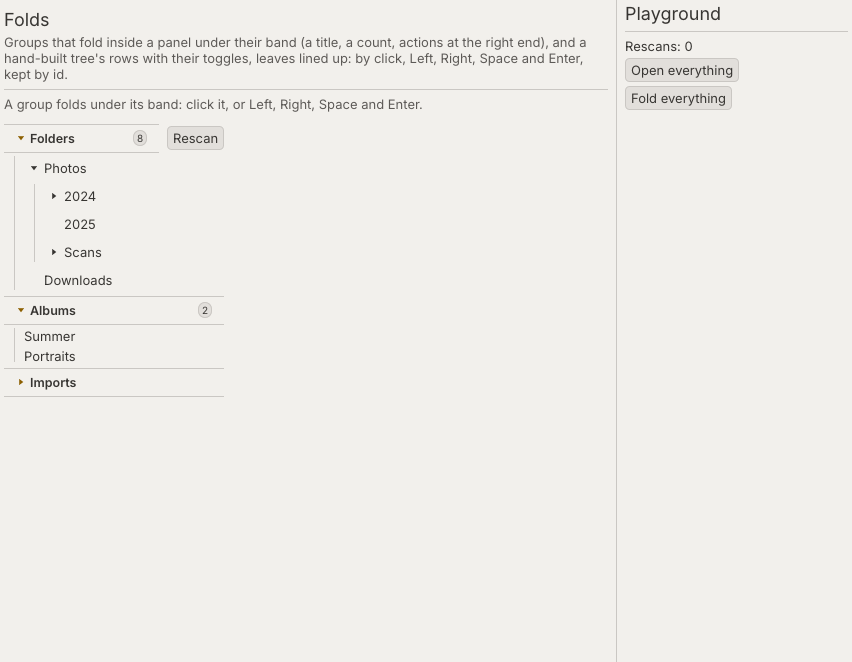 Folds
Groups that fold inside a panel under their band (a title, a count, actions at the right end), and a
hand-built tree's rows with their toggles, leaves lined up: by click, Left, Right, Space and Enter,
kept by id.
A group folds under its band: click it, or Left, Right, Space and Enter.
Folders 8 Rescan
Photos
2024
2025
Scans
Downloads
Albums 2
Summer
Portraits
Imports
Playground
Rescans: 0
Open everything
Fold everything